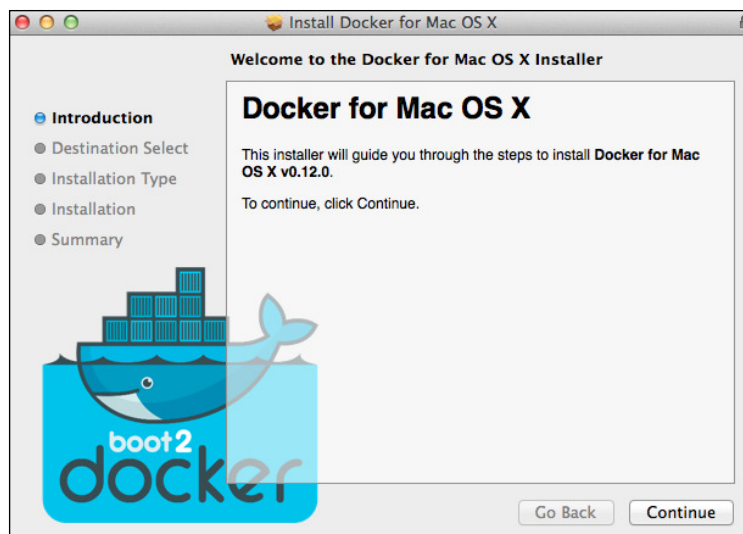 Install Docker for Mac OS X
Welcome to the Docker for Mac OS X Installer
Introduction
Destination Select
Installation Type
Installation
Summary
Docker for Mac OS X
This installer will guide you through the steps to install Docker for Mac
OS X v0.12.0.
To continue, click Continue.
boot2
docker
Go Back
Continue